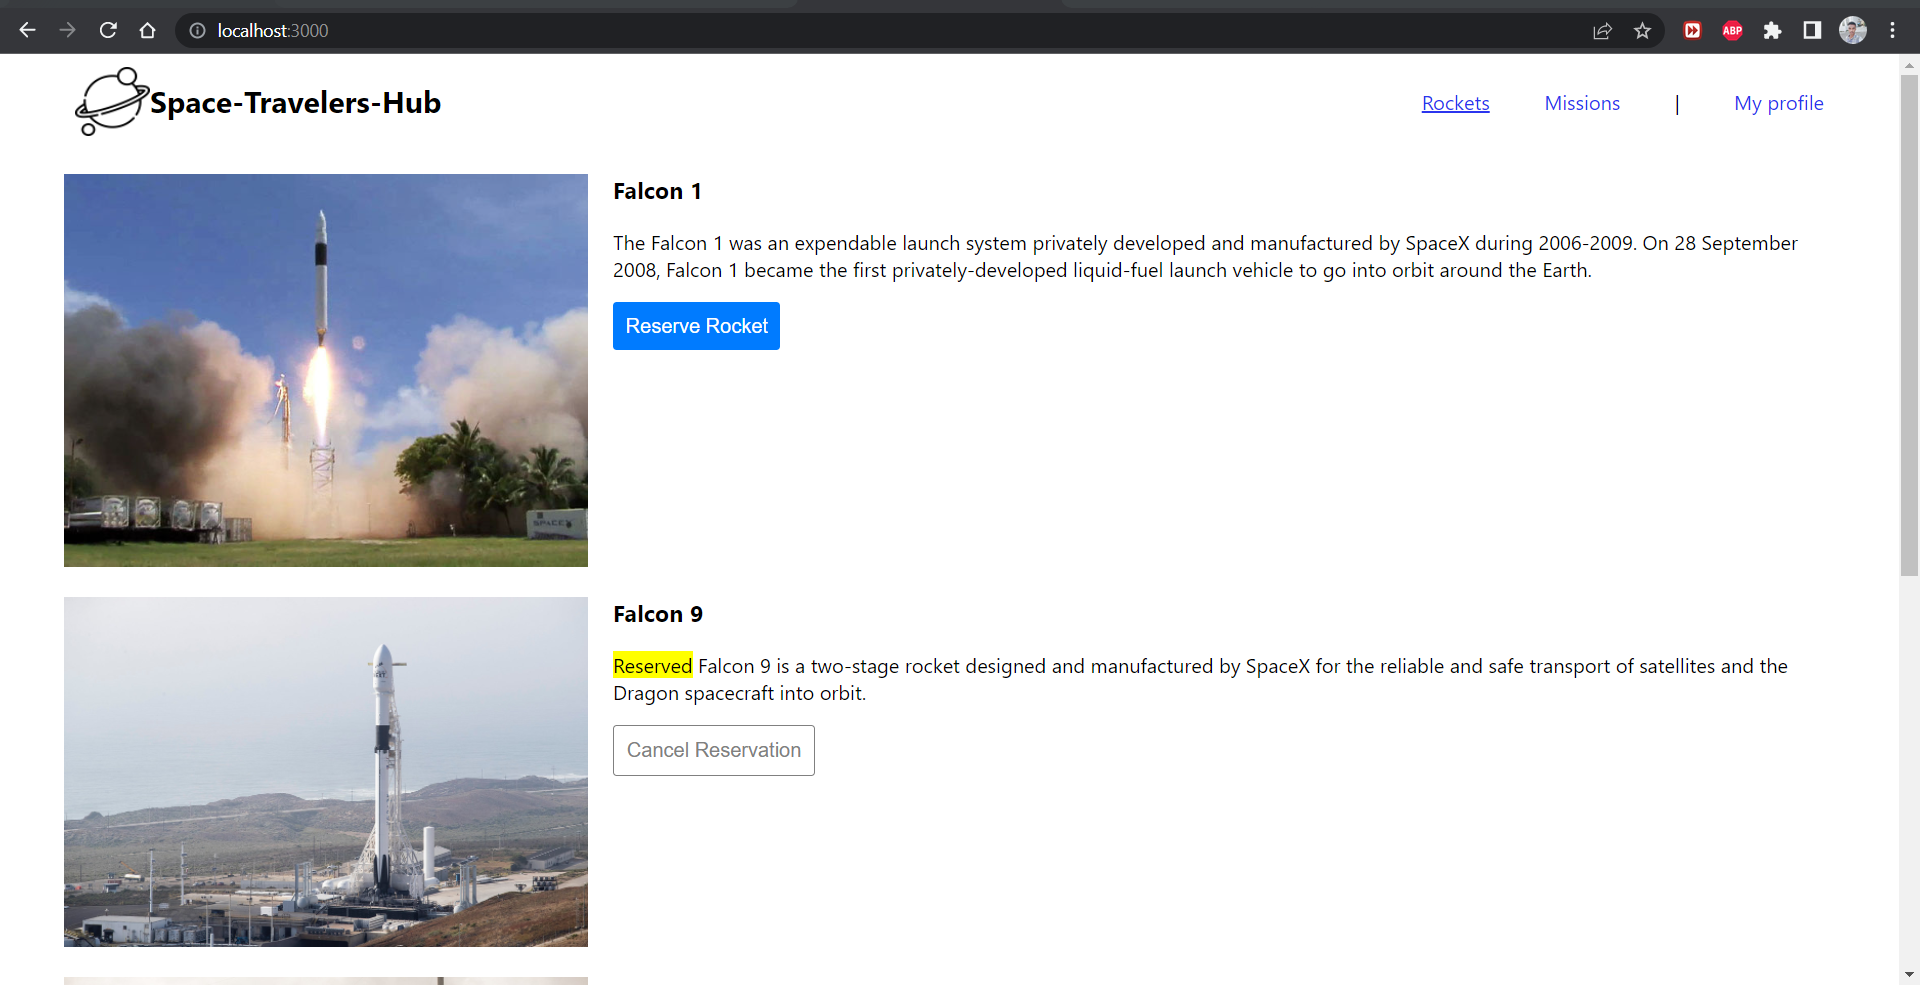 localhost:3000
ABP
Space-Travelers-Hub
Rockets
Missions
|
My profile
Falcon 1
The Falcon 1 was an expendable launch system privately developed and manufactured by SpaceX during 2006-2009. On 28 September
2008, Falcon 1 became the first privately-developed liquid-fuel launch vehicle to go into orbit around the Earth.
Reserve Rocket
SPACEX
Falcon 9
Reserved Falcon 9 is a two-stage rocket designed and manufactured by SpaceX for the reliable and safe transport of satellites and the
Dragon spacecraft into orbit.
Cancel Reservation